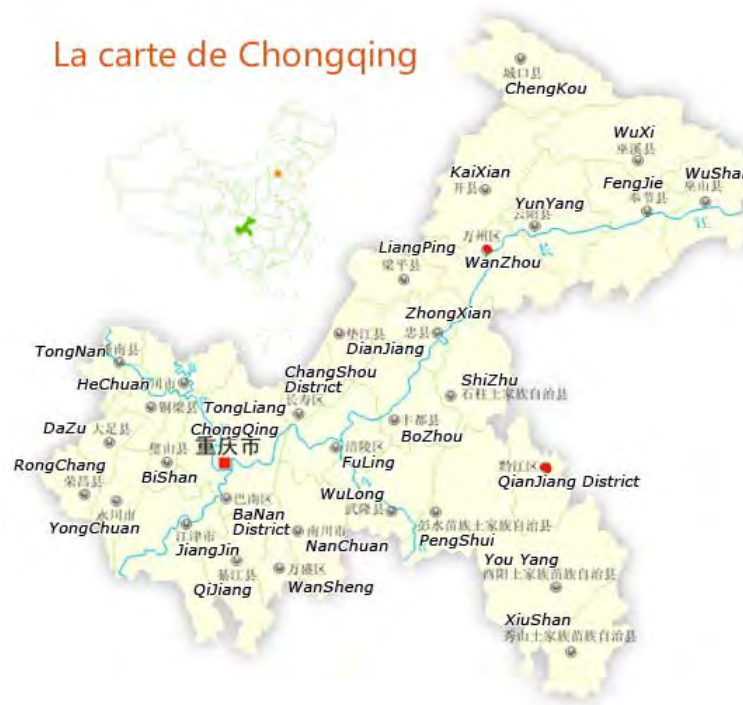 La carte de Chongqing
城口县
ChengKou
WuXi
巫溪县
KaiXian
开县
WuShan
巫山县
FengJie
奉节县
YunYang
云阳县
万州区
WanZhou
长
江
LiangPing
梁平县
ZhongXian
忠县
垫江县
DianJiang
TongNan
南县
HeChuan
川市
ChangShou
District
长寿区
ShiZhu
石柱土家族自治县
铜梁县
TongLiang
ChongQing
重庆市
丰都县
BoZhou
DaZu
大足县
璧山县
BiShan
涪陵区
FuLing
黔江区
QianJiang District
RongChang
荣昌县
永川市
YongChuan
巴南区
BaNan
District
WuLong
武隆县
彭水苗族土家族自治县
PengShui
江津市
JiangJin
南川市
NanChuan
綦江县
QiJiang
万盛区
WanSheng
You Yang
酉阳土家族苗族自治县
XiuShan
秀山土家族苗族自治县